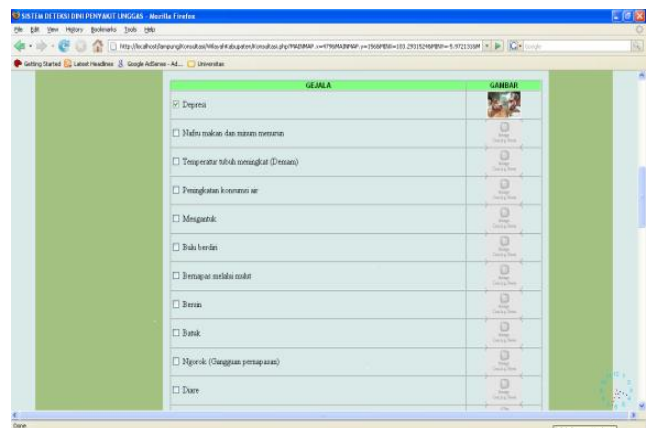 SISTEM DETEKSI DINI PENYAKIT UNGGAS - Mozilla Firefox
File Edit View History Bookmarks Tools Help
Google
Getting Started Latest Headlines Google AdSense - Ad... Universitas
GEJALA GAMBAR
Depresi
Nafsu makan dan minum menurun
Temperatur tubuh meningkat (Demam)
Peningkatan konsumsi air
Mengantuk
Bulu berdiri
Bernapas melalui mulut
Bersin
Batuk
Ngorok (Gangguan pernapasan)
Diare
Done